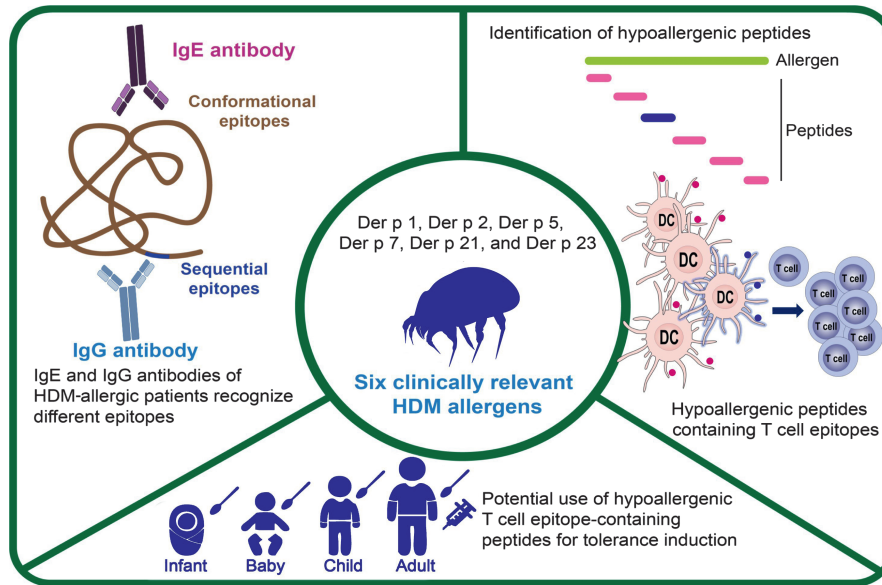 IgE antibody
Conformational
epitopes
Sequential
epitopes
IgG antibody
IgE and IgG antibodies of
HDM-allergic patients recognize
different epitopes
Identification of hypoallergenic peptides
Allergen
Peptides
DC
DC
DC
DC
T cell
T cell
T cell
T cell
T cell
T cell
T cell
Hypoallergenic peptides
containing T cell epitopes
Der p 1, Der p 2, Der p 5,
Der p 7, Der p 21, and Der p 23
Six clinically relevant
HDM allergens
Potential use of hypoallergenic
T cell epitope-containing
peptides for tolerance induction
Infant Baby Child Adult